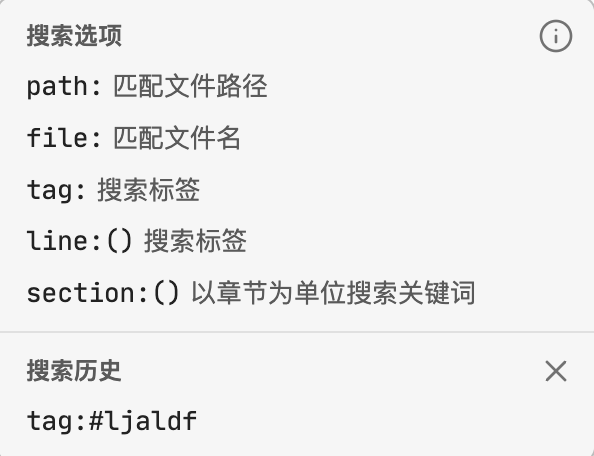 搜索选项
path: 匹配文件路径
file: 匹配文件名
tag: 搜索标签
line:() 搜索标签
section:() 以章节为单位搜索关键词
搜索历史
tag:#ljaldf